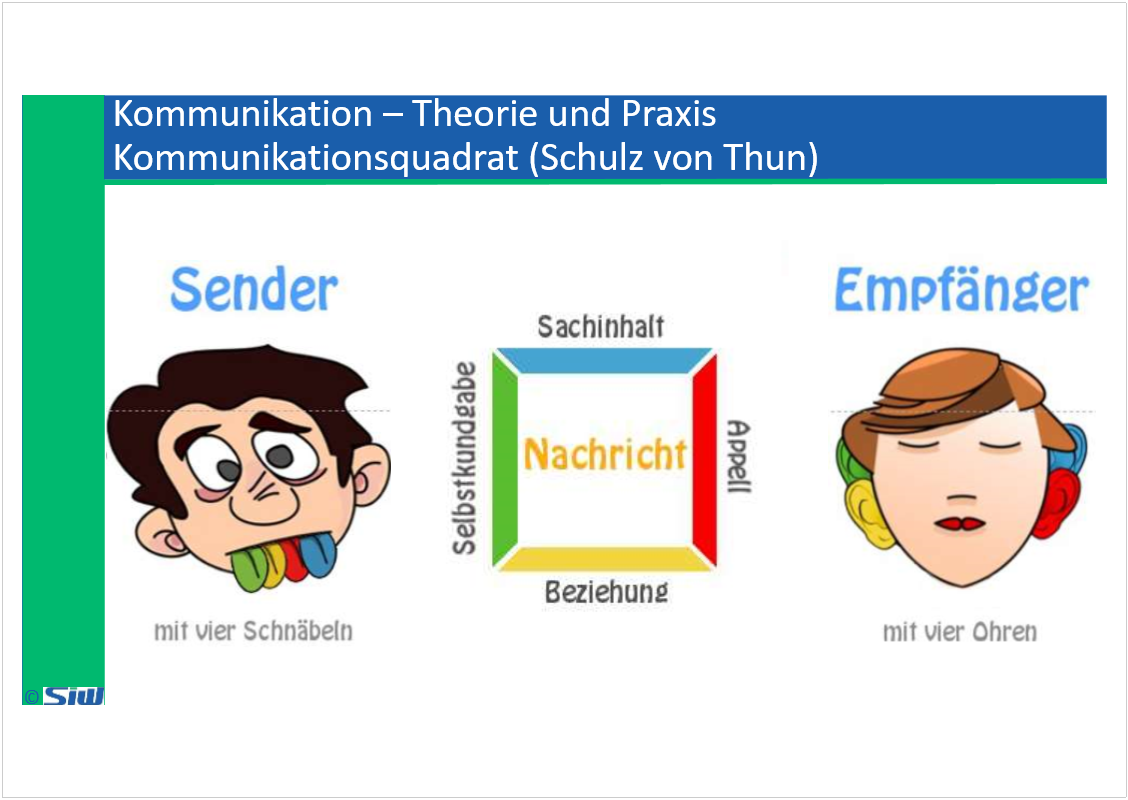 Kommunikation – Theorie und Praxis
Kommunikationsquadrat (Schulz von Thun)
Sender
Empfänger
Sachinhalt
Selbstkundgabe
Nachricht
Appell
Beziehung
mit vier Schnäbeln
mit vier Ohren
© SiW